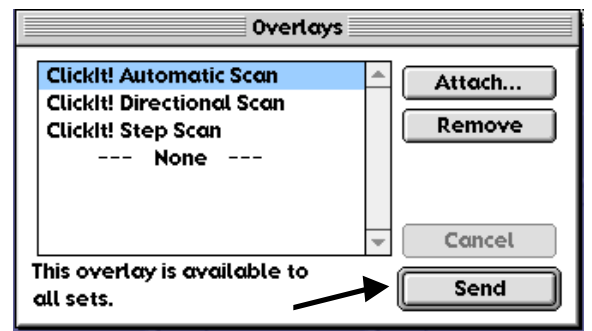 Overlays
ClickIt! Automatic Scan
ClickIt! Directional Scan
ClickIt! Step Scan
--- None ---
Attach...
Remove
Cancel
This overlay is available to
all sets.
Send